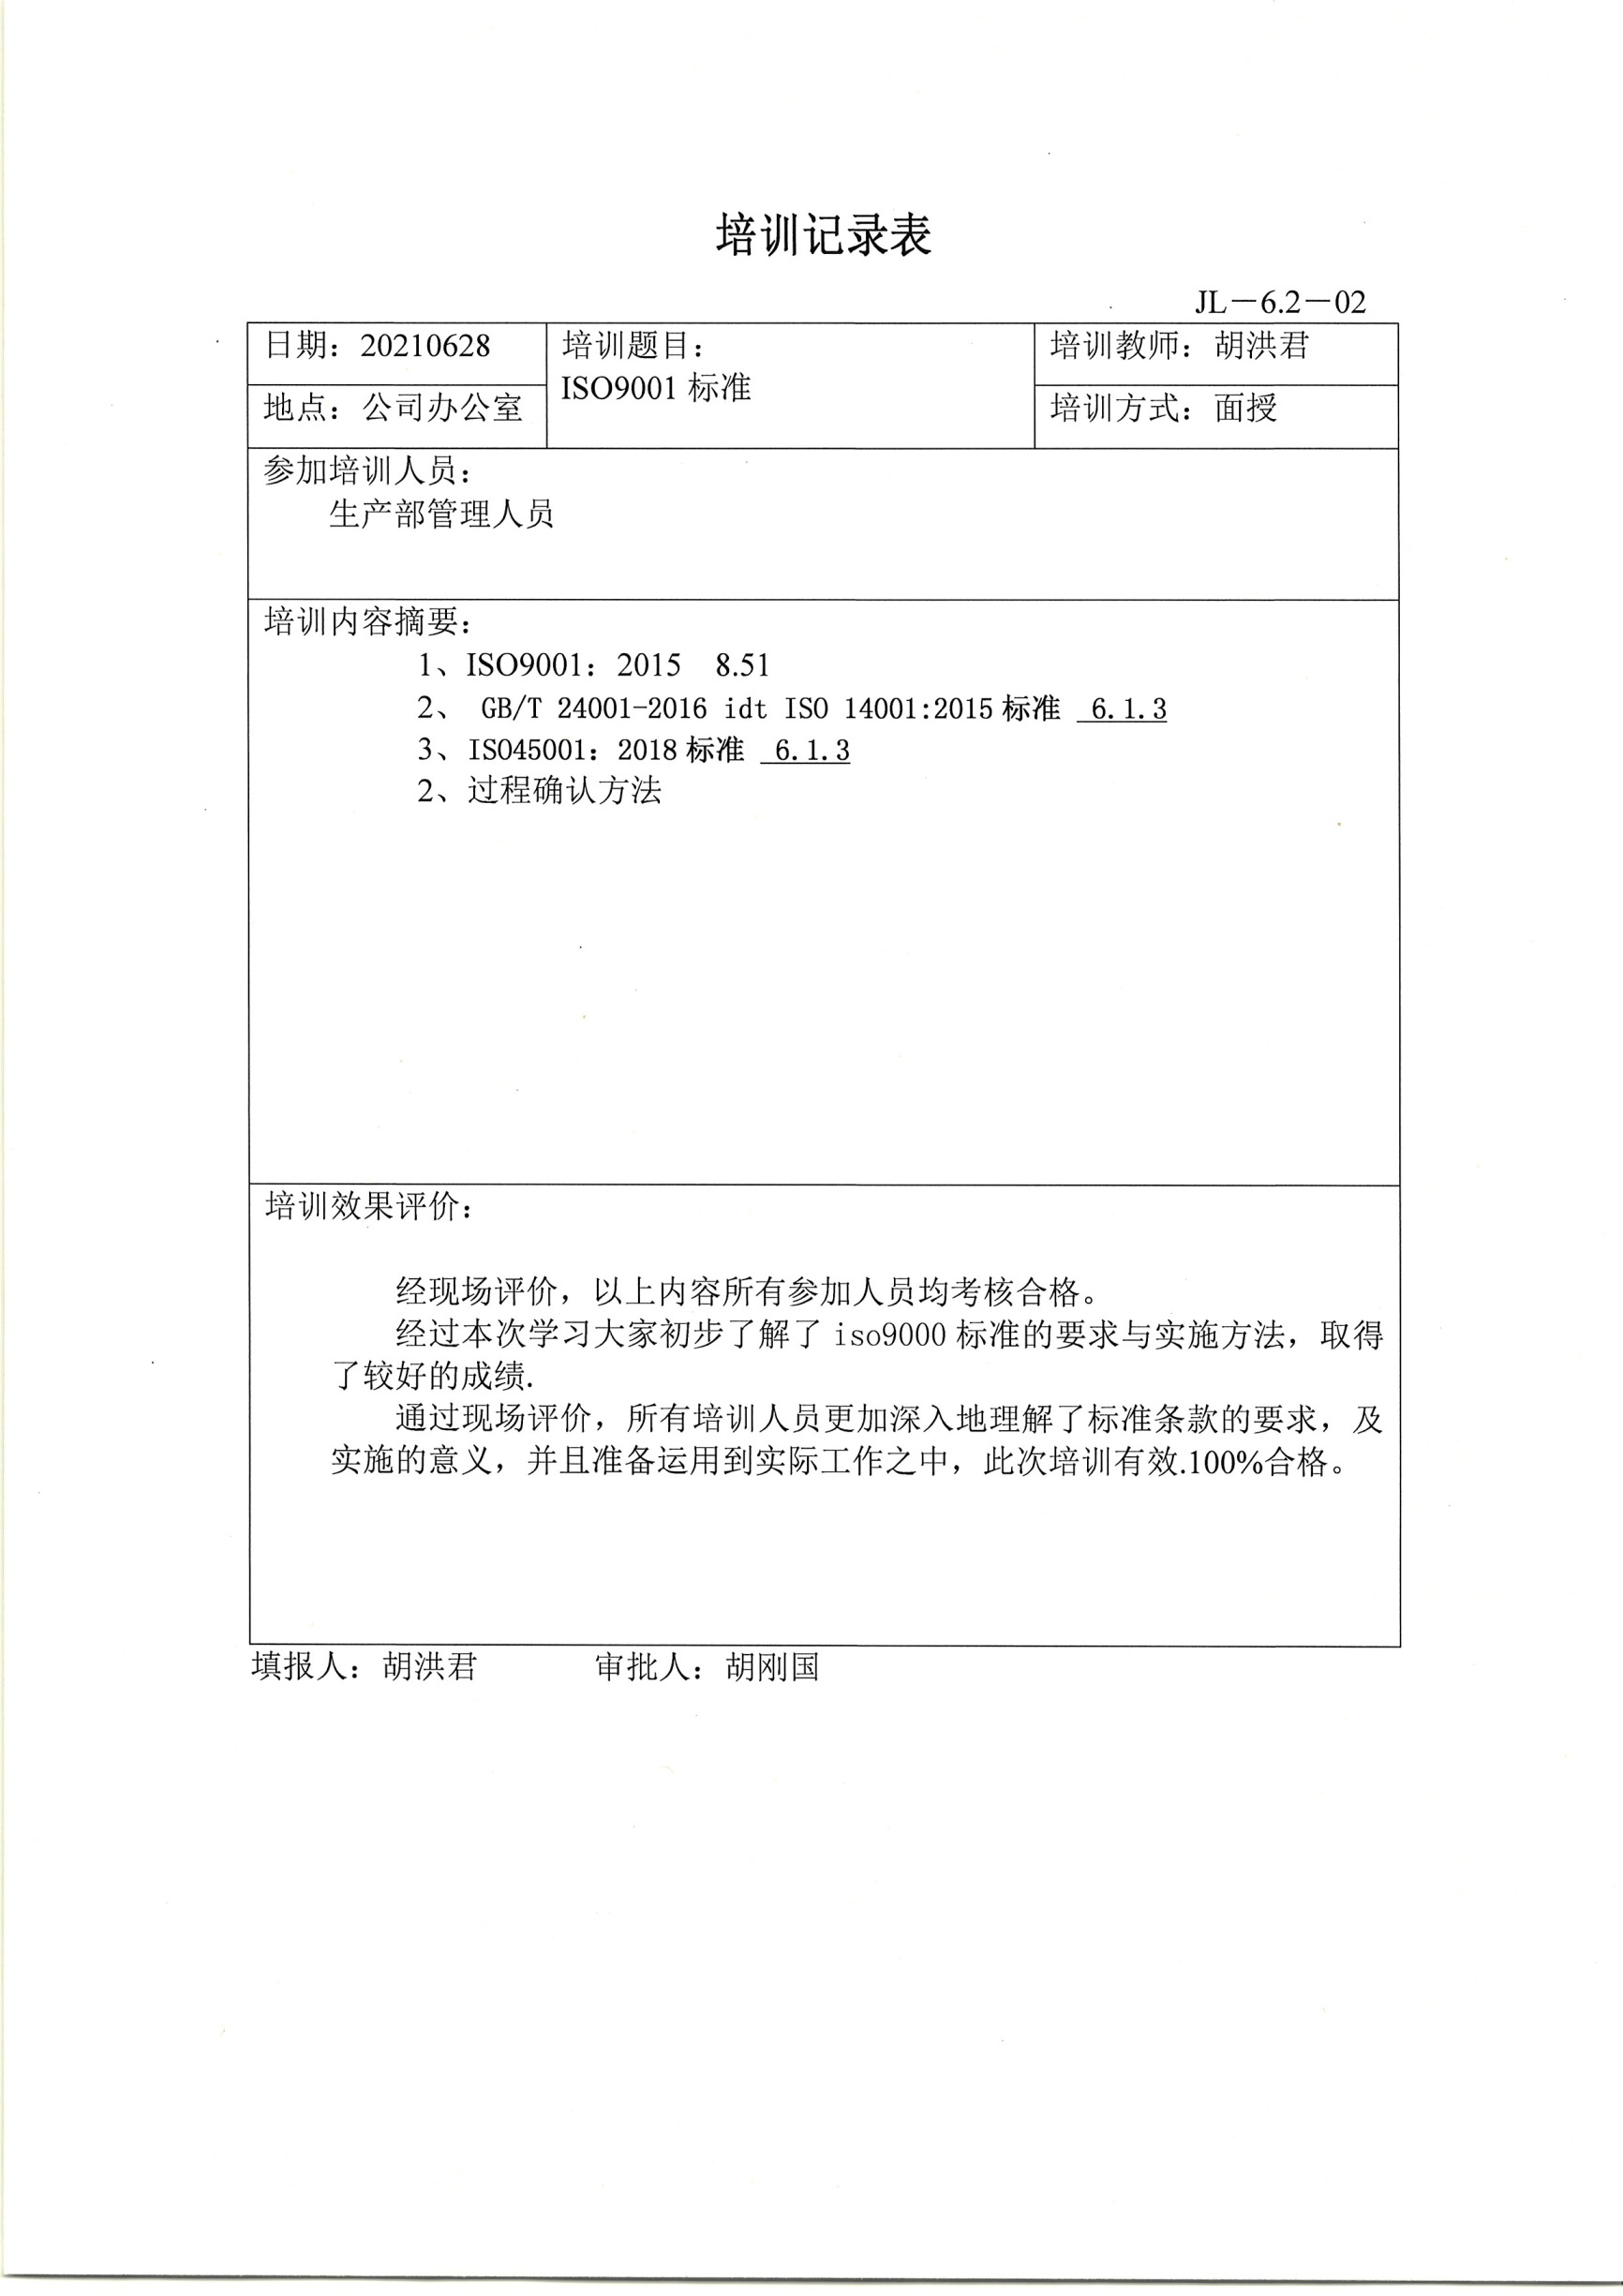 培训记录表
JL－6.2－02
日期：20210628
培训题目：
ISO9001 标准
培训教师：胡洪君
地点：公司办公室
培训方式：面授
参加培训人员：
生产部管理人员
培训内容摘要：
1、ISO9001：2015　8.51
2、 GB/T 24001-2016 idt ISO 14001:2015标准 6.1.3
3、ISO45001：2018标准 6.1.3
2、过程确认方法
培训效果评价：
经现场评价，以上内容所有参加人员均考核合格。
经过本次学习大家初步了解了 iso9000 标准的要求与实施方法，取得
了较好的成绩.
通过现场评价，所有培训人员更加深入地理解了标准条款的要求，及
实施的意义，并且准备运用到实际工作之中，此次培训有效.100%合格。
填报人：胡洪君　　　审批人：胡刚国